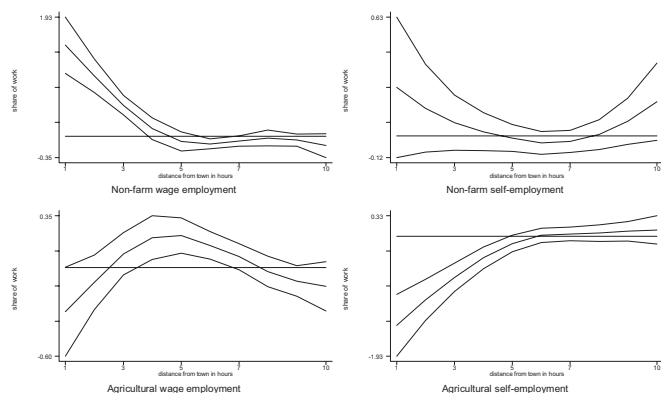 1.93
share of work
-0.35
1 3 5 7 10
distance from town in hours
Non-farm wage employment
0.63
share of work
-0.12
1 3 5 7 10
distance from town in hours
Non-farm self-employment
0.35
share of work
-0.60
1 3 5 7 10
distance from town in hours
Agricultural wage employment
0.33
share of work
-1.93
1 3 5 7 10
distance from town in hours
Agricultural self-employment